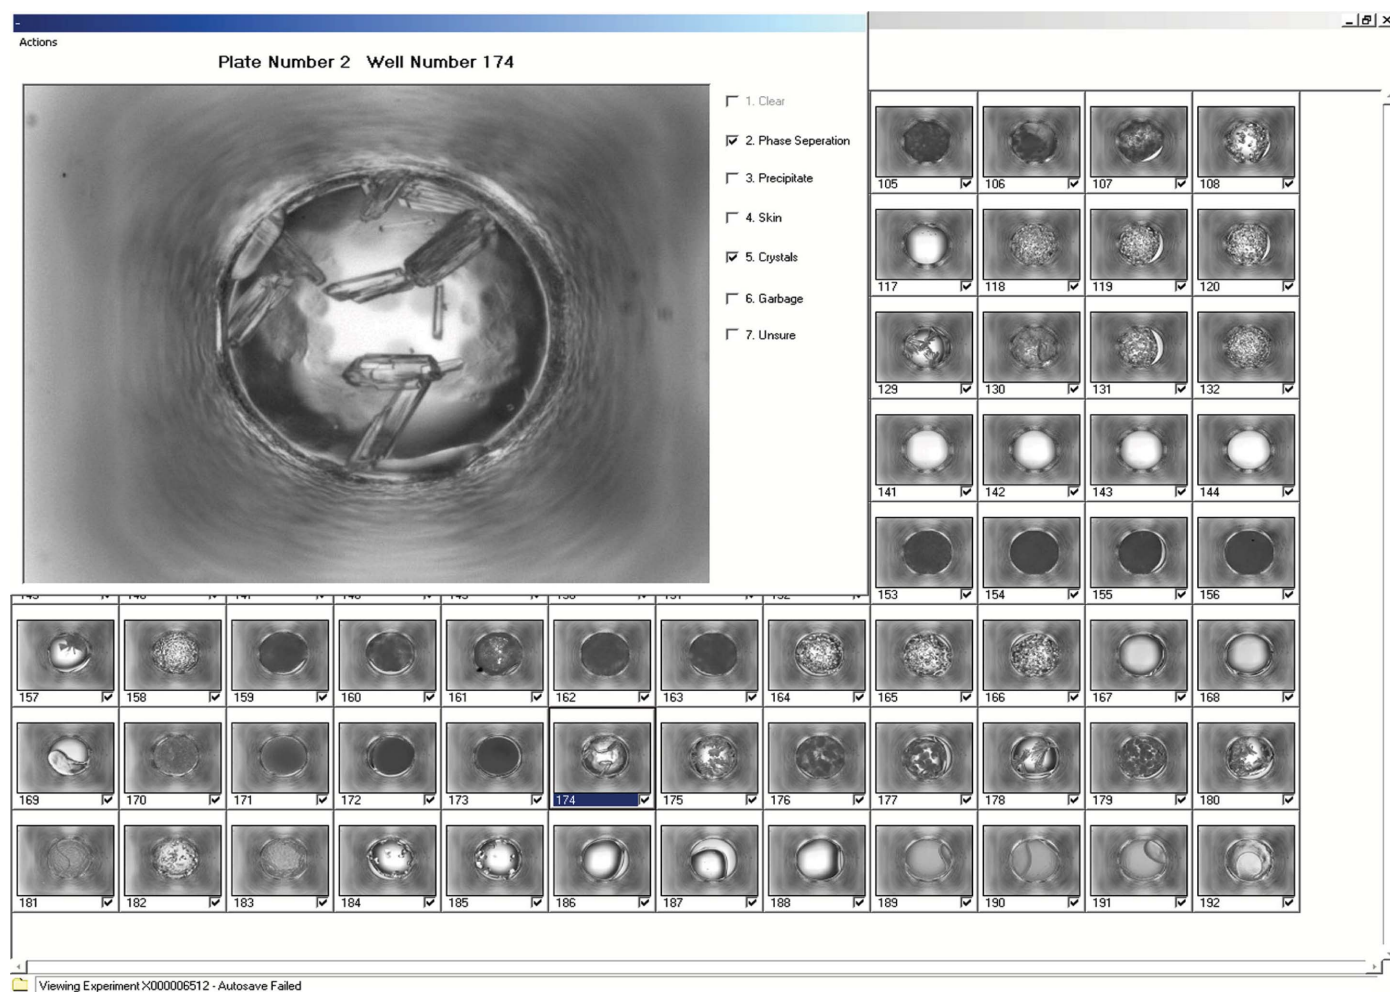 Actions
Plate Number 2 Well Number 174
1. Clear
2. Phase Seperation
3. Precipitate
4. Skin
5. Crystals
6. Garbage
7. Unsure
105 106 107 108
117 118 119 120
129 130 131 132
141 142 143 144
153 154 155 156
157 158 159 160 161 162 163 164 165 166 167 168
169 170 171 172 173 174 175 176 177 178 179 180
181 182 183 184 185 186 187 188 189 190 191 192
Viewing Experiment X000006512 - Autosave Failed